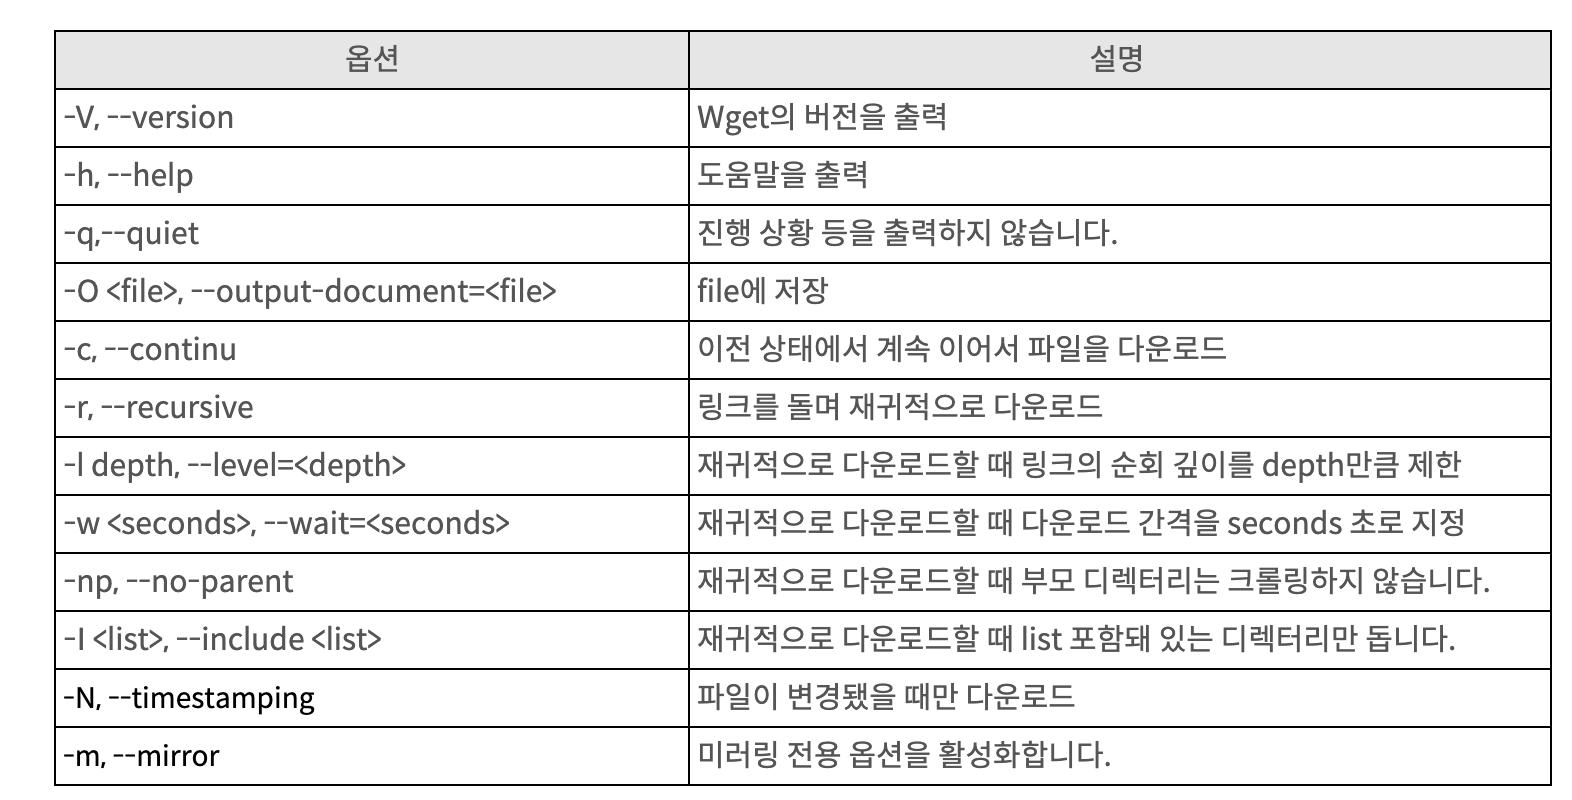 옵션 설명
-V, --version Wget의 버전을 출력
-h, --help 도움말을 출력
-q,--quiet 진행 상황 등을 출력하지 않습니다.
-O <file>, --output-document=<file> file에 저장
-c, --continu 이전 상태에서 계속 이어서 파일을 다운로드
-r, --recursive 링크를 돌며 재귀적으로 다운로드
-l depth, --level=<depth> 재귀적으로 다운로드할 때 링크의 순회 깊이를 depth만큼 제한
-w <seconds>, --wait=<seconds> 재귀적으로 다운로드할 때 다운로드 간격을 seconds 초로 지정
-np, --no-parent 재귀적으로 다운로드할 때 부모 디렉터리는 크롤링하지 않습니다.
-I <list>, --include <list> 재귀적으로 다운로드할 때 list 포함돼 있는 디렉터리만 돕니다.
-N, --timestamping 파일이 변경됐을 때만 다운로드
-m, --mirror 미러링 전용 옵션을 활성화합니다.